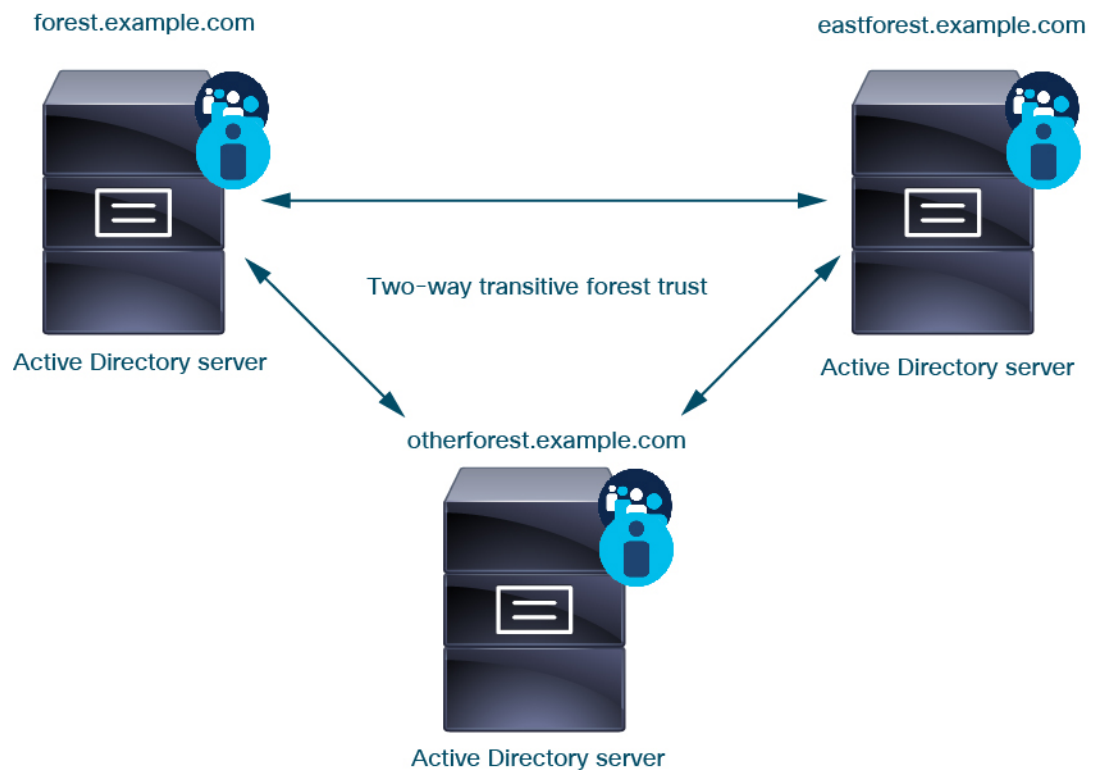 forest.example.com
eastforest.example.com
Two-way transitive forest trust
Active Directory server
Active Directory server
otherforest.example.com
Active Directory server